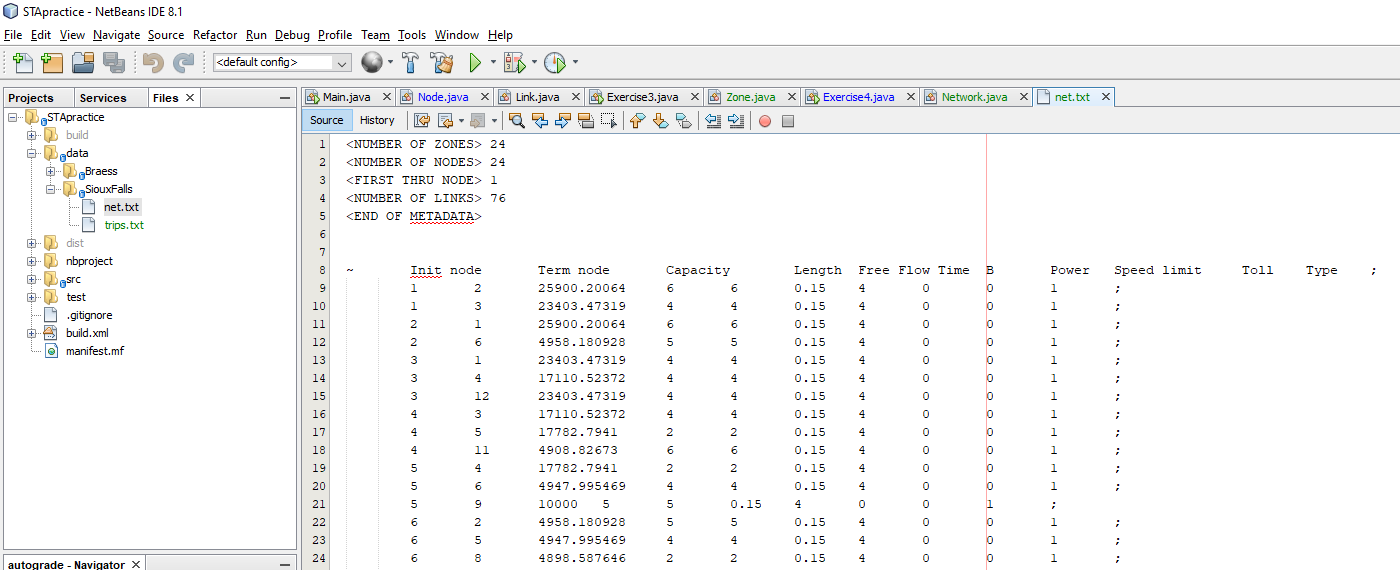 STApractice - NetBeans IDE 8.1
File Edit View Navigate Source Refactor Run Debug Profile Team Tools Window Help
<default config>
Projects Services Files
STApractice
build
data
Braess
SiouxFalls
net.txt
trips.txt
dist
nbproject
src
test
.gitignore
build.xml
manifest.mf
autograde - Navigator
Main.java Node.java Link.java Exercise3.java Zone.java Exercise4.java Network.java net.txt
Source History
1 <NUMBER OF ZONES> 24
2 <NUMBER OF NODES> 24
3 <FIRST THRU NODE> 1
4 <NUMBER OF LINKS> 76
5 <END OF METADATA>
6
7
8 ~ Init node Term node Capacity Length Free Flow Time B Power Speed limit Toll Type ;
9 1 2 25900.20064 6 6 0.15 4 0 0 1 ;
10 1 3 23403.47319 4 4 0.15 4 0 0 1 ;
11 2 1 25900.20064 6 6 0.15 4 0 0 1 ;
12 2 6 4958.180928 5 5 0.15 4 0 0 1 ;
13 3 1 23403.47319 4 4 0.15 4 0 0 1 ;
14 3 4 17110.52372 4 4 0.15 4 0 0 1 ;
15 3 12 23403.47319 4 4 0.15 4 0 0 1 ;
16 4 3 17110.52372 4 4 0.15 4 0 0 1 ;
17 4 5 17782.7941 2 2 0.15 4 0 0 1 ;
18 4 11 4908.82673 6 6 0.15 4 0 0 1 ;
19 5 4 17782.7941 2 2 0.15 4 0 0 1 ;
20 5 6 4947.995469 4 4 0.15 4 0 0 1 ;
21 5 9 10000 5 5 0.15 4 0 0 1 ;
22 6 2 4958.180928 5 5 0.15 4 0 0 1 ;
23 6 5 4947.995469 4 4 0.15 4 0 0 1 ;
24 6 8 4898.587646 2 2 0.15 4 0 0 1 ;